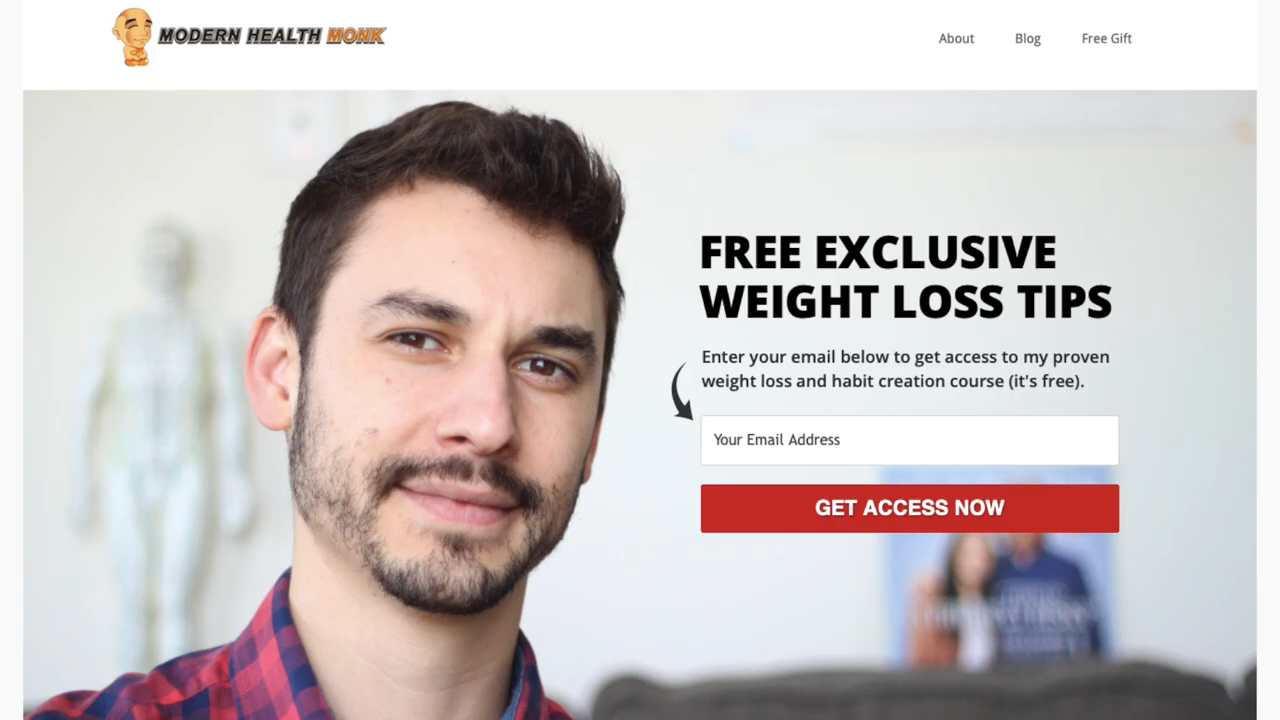 MODERN HEALTH MONK
About
Blog
Free Gift
FREE EXCLUSIVE
WEIGHT LOSS TIPS
Enter your email below to get access to my proven
weight loss and habit creation course (it's free).
Your Email Address
GET ACCESS NOW